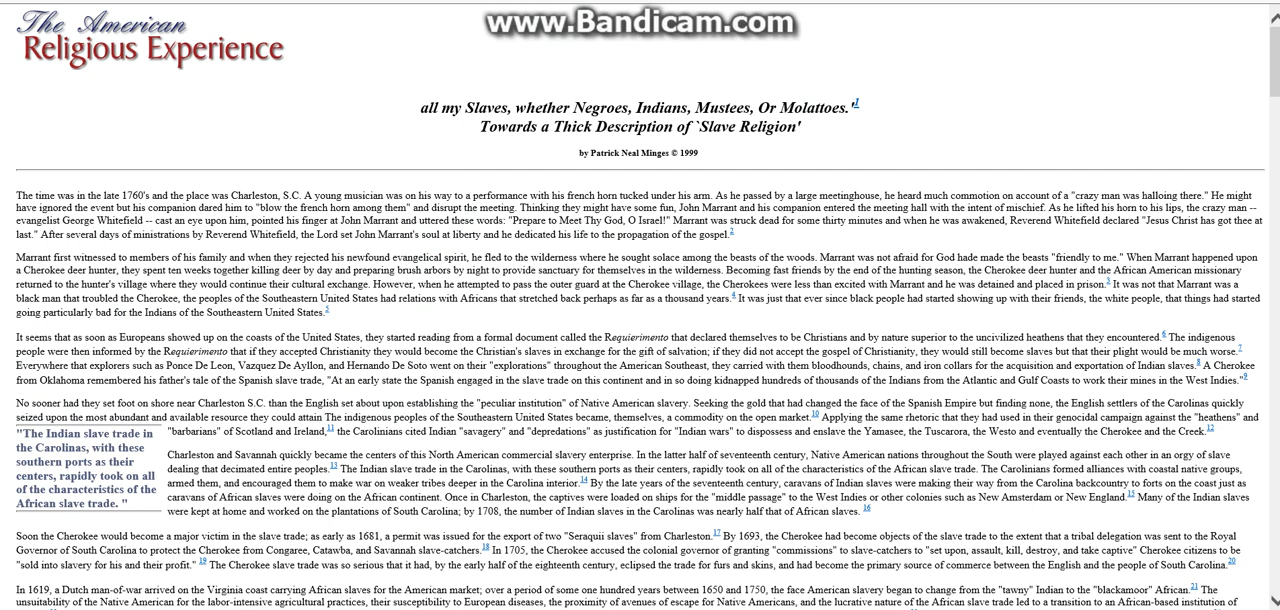 www.Bandicam.com
The American
Religious Experience
all my Slaves, whether Negroes, Indians, Mustees, Or Molattoes.'1
Towards a Thick Description of `Slave Religion'
by Patrick Neal Minges © 1999
The time was in the late 1760's and the place was Charleston, S.C. A young musician was on his way to a performance with his french horn tucked under his arm. As he passed by a large meetinghouse, he heard much commotion on account of a "crazy man was halloing there." He might
have ignored the event but his companion dared him to "blow the french horn among them" and disrupt the meeting. Thinking they might have some fun, John Marrant and his companion entered the meeting hall with the intent of mischief. As he lifted his horn to his lips, the crazy man --
evangelist George Whitefield -- cast an eye upon him, pointed his finger at John Marrant and uttered these words: "Prepare to Meet Thy God, O Israel!" Marrant was struck dead for some thirty minutes and when he was awakened, Reverend Whitefield declared "Jesus Christ has got thee at
last." After several days of ministrations by Reverend Whitefield, the Lord set John Marrant's soul at liberty and he dedicated his life to the propagation of the gospel.2
Marrant first witnessed to members of his family and when they rejected his newfound evangelical spirit, he fled to the wilderness where he sought solace among the beasts of the woods. Marrant was not afraid for God hade made the beasts "friendly to me." When Marrant happened upon
a Cherokee deer hunter, they spent ten weeks together killing deer by day and preparing brush arbors by night to provide sanctuary for themselves in the wilderness. Becoming fast friends by the end of the hunting season, the Cherokee deer hunter and the African American missionary
returned to the hunter's village where they would continue their cultural exchange. However, when he attempted to pass the outer guard at the Cherokee village, the Cherokees were less than excited with Marrant and he was detained and placed in prison.3 It was not that Marrant was a
black man that troubled the Cherokee, the peoples of the Southeastern United States had relations with Africans that stretched back perhaps as far as a thousand years.4 It was just that ever since black people had started showing up with their friends, the white people, that things had started
going particularly bad for the Indians of the Southeastern United States.5
It seems that as soon as Europeans showed up on the coasts of the United States, they started reading from a formal document called the Requierimento that declared themselves to be Christians and by nature superior to the uncivilized heathens that they encountered.6 The indigenous
people were then informed by the Requierimento that if they accepted Christianity they would become the Christian's slaves in exchange for the gift of salvation; if they did not accept the gospel of Christianity, they would still become slaves but that their plight would be much worse.7
Everywhere that explorers such as Ponce De Leon, Vazquez De Ayllon, and Hernando De Soto went on their "explorations" throughout the American Southeast, they carried with them bloodhounds, chains, and iron collars for the acquisition and exportation of Indian slaves.8 A Cherokee
from Oklahoma remembered his father's tale of the Spanish slave trade, "At an early state the Spanish engaged in the slave trade on this continent and in so doing kidnapped hundreds of thousands of the Indians from the Atlantic and Gulf Coasts to work their mines in the West Indies."9
No sooner had they set foot on shore near Charleston S.C. than the English set about upon establishing the "peculiar institution" of Native American slavery. Seeking the gold that had changed the face of the Spanish Empire but finding none, the English settlers of the Carolinas quickly
seized upon the most abundant and available resource they could attain The indigenous peoples of the Southeastern United States became, themselves, a commodity on the open market.10 Applying the same rhetoric that they had used in their genocidal campaign against the "heathens" and
"barbarians" of Scotland and Ireland,11 the Carolinians cited Indian "savagery" and "depredations" as justification for "Indian wars" to dispossess and enslave the Yamasee, the Tuscarora, the Westo and eventually the Cherokee and the Creek.12
"The Indian slave trade in
the Carolinas, with these
southern ports as their
centers, rapidly took on all
of the characteristics of the
African slave trade. "
Charleston and Savannah quickly became the centers of this North American commercial slavery enterprise. In the latter half of seventeenth century, Native American nations throughout the South were played against each other in an orgy of slave
dealing that decimated entire peoples.13 The Indian slave trade in the Carolinas, with these southern ports as their centers, rapidly took on all of the characteristics of the African slave trade. The Carolinians formed alliances with coastal native groups,
armed them, and encouraged them to make war on weaker tribes deeper in the Carolina interior.14 By the late years of the seventeenth century, caravans of Indian slaves were making their way from the Carolina backcountry to forts on the coast just as
caravans of African slaves were doing on the African continent. Once in Charleston, the captives were loaded on ships for the "middle passage" to the West Indies or other colonies such as New Amsterdam or New England.15 Many of the Indian slaves
were kept at home and worked on the plantations of South Carolina; by 1708, the number of Indian slaves in the Carolinas was nearly half that of African slaves. 16
Soon the Cherokee would become a major victim in the slave trade; as early as 1681, a permit was issued for the export of two "Seraquii slaves" from Charleston.17 By 1693, the Cherokee had become objects of the slave trade to the extent that a tribal delegation was sent to the Royal
Governor of South Carolina to protect the Cherokee from Congaree, Catawba, and Savannah slave-catchers.18 In 1705, the Cherokee accused the colonial governor of granting "commissions" to slave-catchers to "set upon, assault, kill, destroy, and take captive" Cherokee citizens to be
"sold into slavery for his and their profit." 19 The Cherokee slave trade was so serious that it had, by the early half of the eighteenth century, eclipsed the trade for furs and skins, and had become the primary source of commerce between the English and the people of South Carolina.20
In 1619, a Dutch man-of-war arrived on the Virginia coast carrying African slaves for the American market; over a period of some one hundred years between 1650 and 1750, the face American slavery began to change from the "tawny" Indian to the "blackamoor" African.21 The
unsuitability of the Native American for the labor-intensive agricultural practices, their susceptibility to European diseases, the proximity of avenues of escape for Native Americans, and the lucrative nature of the African slave trade led to a transition to an African-based institution of